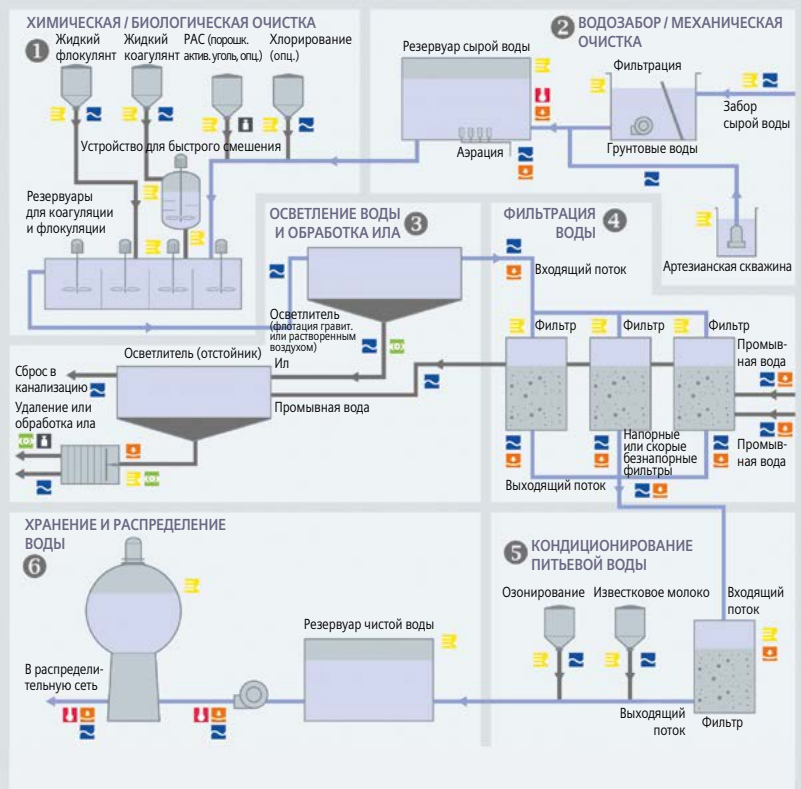 ХИМИЧЕСКАЯ / БИОЛОГИЧЕСКАЯ ОЧИСТКА
1
Жидкий
флокулянт
Жидкий
коагулянт
PAC (порошк.
актив.уголь, опц.)
Хлорирование
(опц.)
Устройство для быстрого смешения
Резервуары
для коагуляции
и флокуляции
2 ВОДОЗАБОР / МЕХАНИЧЕСКАЯ
ОЧИСТКА
Резервуар сырой воды
Фильтрация
Забор
сырой воды
Аэрация
Грунтовые воды
Артезианская скважина
ОСВЕТЛЕНИЕ ВОДЫ
И ОБРАБОТКА ИЛА 3
Осветлитель
(флотация гравит.
или растворенным
воздухом)
Осветлитель (отстойник)
Ил
Сброс в
канализацию
Промывная вода
Удаление или
обработка ила
ФИЛЬТРАЦИЯ
ВОДЫ
4
Входящий поток
Фильтр
Фильтр
Фильтр
Промыв-
ная вода
Напорные
или скорые
безнапорные
фильтры
Промыв-
ная вода
Выходящий поток
5 КОНДИЦИОНИРОВАНИЕ
ПИТЬЕВОЙ ВОДЫ
Озонирование
Известковое молоко
Входящий
поток
Выходящий
поток
Фильтр
ХРАНЕНИЕ И РАСПРЕДЕЛЕНИЕ
ВОДЫ
6
Резервуар чистой воды
В распредели-
тельную сеть